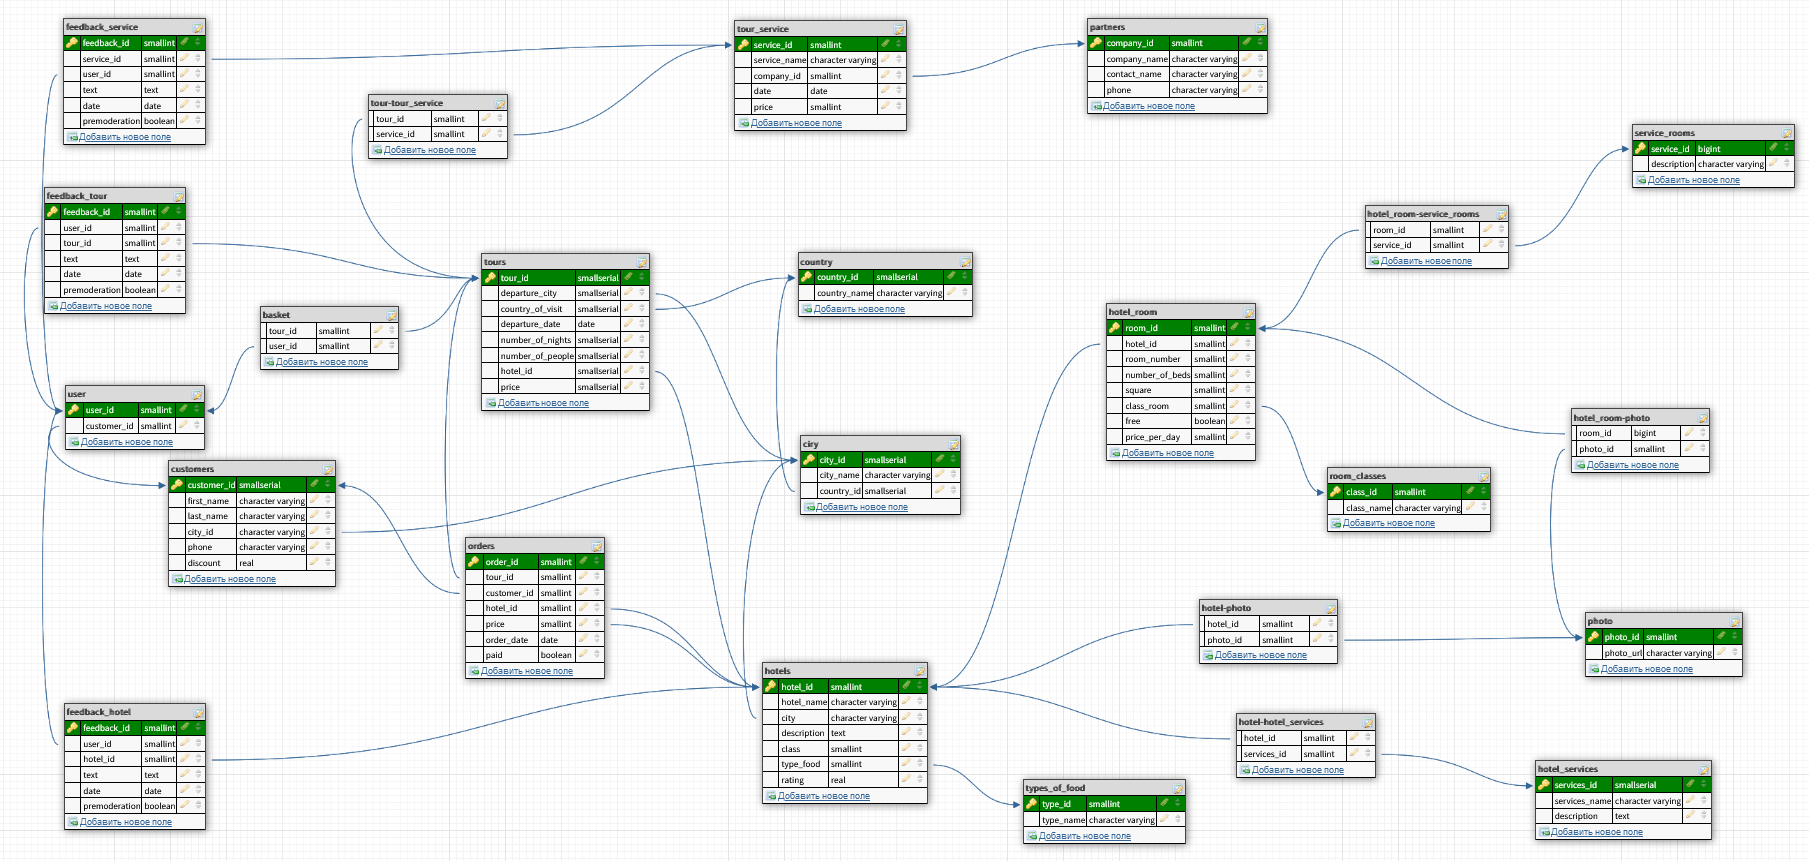 feedback_service
feedback_id smallint
service_id smallint
user_id smallint
text text
date date
premoderation boolean
Добавить новое поле
tour_service
service_id smallint
service_name character varying
company_id smallint
date date
price smallint
Добавить новое поле
partners
company_id smallint
company_name character varying
contact_name character varying
phone character varying
Добавить новое поле
tour-tour_service
tour_id smallint
service_id smallint
Добавить новое поле
service_rooms
service_id bigint
description character varying
Добавить новое поле
feedback_tour
feedback_id smallint
user_id smallint
tour_id smallint
text text
date date
premoderation boolean
Добавить новое поле
hotel_room-service_rooms
room_id smallint
service_id smallint
Добавить новое поле
tours
tour_id smallserial
departure_city smallserial
country_of_visit smallserial
departure_date date
number_of_nights smallserial
number_of_people smallserial
hotel_id smallserial
price smallserial
Добавить новое поле
country
country_id smallserial
country_name character varying
Добавить новое поле
basket
tour_id smallint
user_id smallint
Добавить новое поле
hotel_room
room_id smallint
hotel_id smallint
room_number smallint
number_of_beds smallint
square smallint
class_room smallint
free boolean
price_per_day smallint
Добавить новое поле
user
user_id smallint
customer_id smallint
Добавить новое поле
hotel_room-photo
room_id bigint
photo_id smallint
Добавить новое поле
ciry
city_id smallserial
city_name character varying
country_id smallserial
Добавить новое поле
customers
customer_id smallserial
first_name character varying
last_name character varying
city_id character varying
phone character varying
discount real
Добавить новое поле
room_classes
class_id smallint
class_name character varying
Добавить новое поле
orders
order_id smallint
tour_id smallint
customer_id smallint
hotel_id smallint
price smallint
order_date date
paid boolean
Добавить новое поле
hotel-photo
hotel_id smallint
photo_id smallint
Добавить новое поле
photo
photo_id smallint
photo_url character varying
Добавить новое поле
hotels
hotel_id smallint
hotel_name character varying
city character varying
description text
class smallint
type_food smallint
rating real
Добавить новое поле
feedback_hotel
feedback_id smallint
user_id smallint
hotel_id smallint
text text
date date
premoderation boolean
Добавить новое поле
hotel-hotel_services
hotel_id smallint
services_id smallint
Добавить новое поле
hotel_services
services_id smallserial
services_name character varying
description text
Добавить новое поле
types_of_food
type_id smallint
type_name character varying
Добавить новое поле